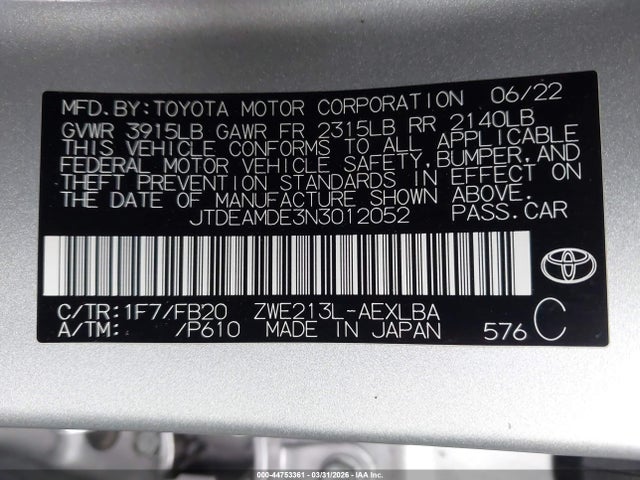 MFD.BY:TOYOTA MOTOR CORPORATION 06/22
GVWR 3915LB GAWR FR 2315LB RR 2140LB
THIS VEHICLE CONFORMS TO ALL APPLICABLE
FEDERAL MOTOR VEHICLE SAFETY,BUMPER,AND
THEFT PREVENTION STANDARDS IN EFFECT ON
THE DATE OF MANUFACTURE SHOWN ABOVE.
JTDEAMDE3N3012052 PASS.CAR
C/TR:1F7/FB20 ZWE213L-AEXLBA
A/TM: /P610 MADE IN JAPAN 576 C
000-44753361 | 03/31/2026 | IAA, Corp.